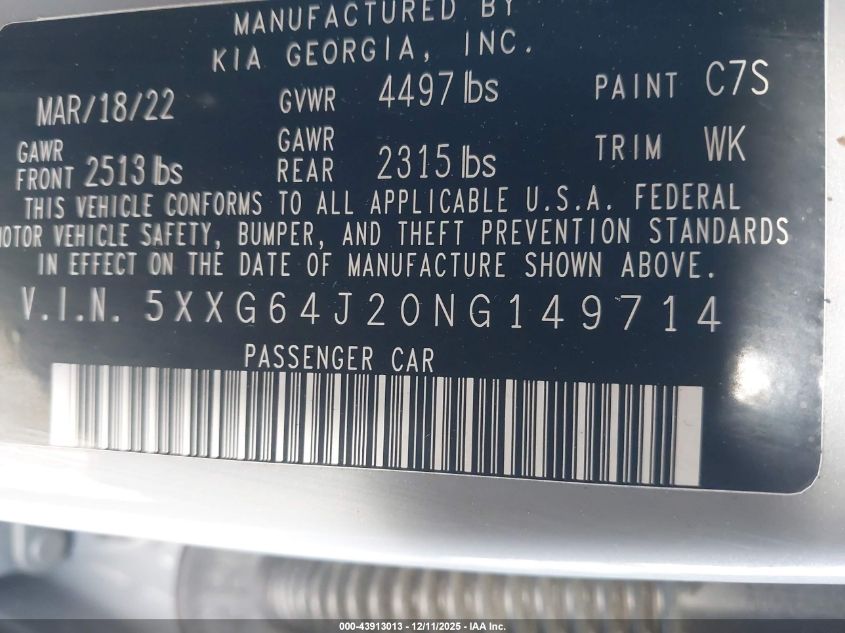 MANUFACTURED BY
KIA GEORGIA, INC.
MAR/18/22 GVWR 4497 lbs PAINT C7S
GAWR FRONT 2513 lbs GAWR REAR 2315 lbs TRIM WK
THIS VEHICLE CONFORMS TO ALL APPLICABLE U.S.A. FEDERAL
MOTOR VEHICLE SAFETY, BUMPER, AND THEFT PREVENTION STANDARDS
IN EFFECT ON THE DATE OF MANUFACTURE SHOWN ABOVE.
V.I.N. 5XXG64J20NG149714
PASSENGER CAR
000-43913013 - 12/11/2025 - IAA Inc.